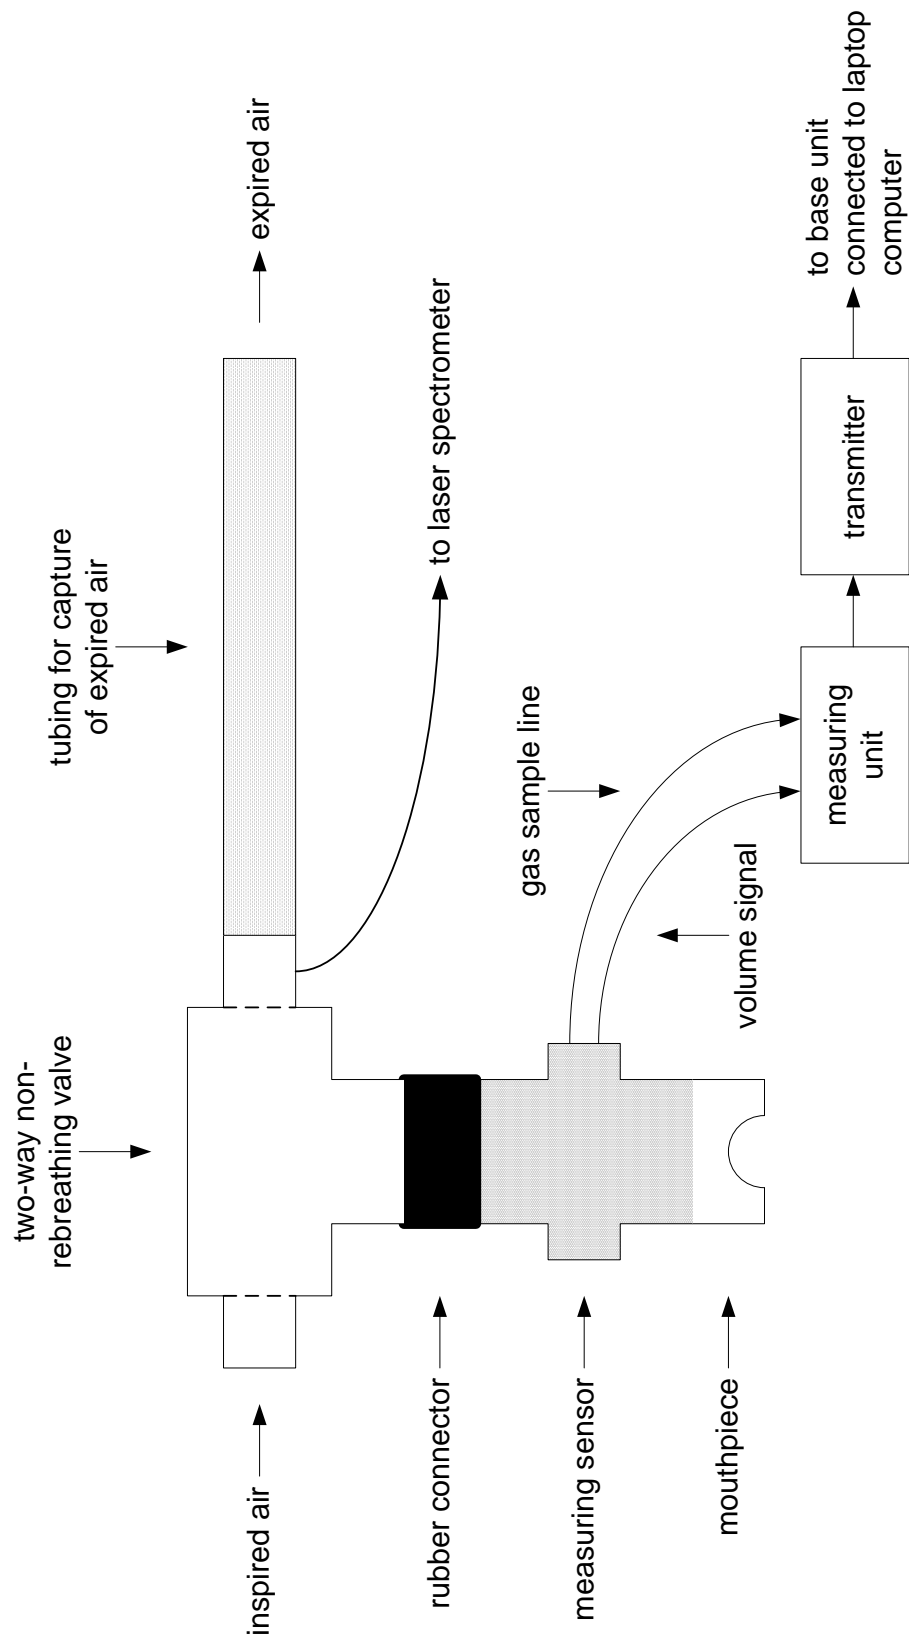 two-way non-
rebreathing valve
tubing for capture
of expired air
inspired air
expired air
to laser spectrometer
rubber connector
gas sample line
measuring sensor
volume signal
mouthpiece
measuring
unit
transmitter
to base unit
connected to laptop
computer